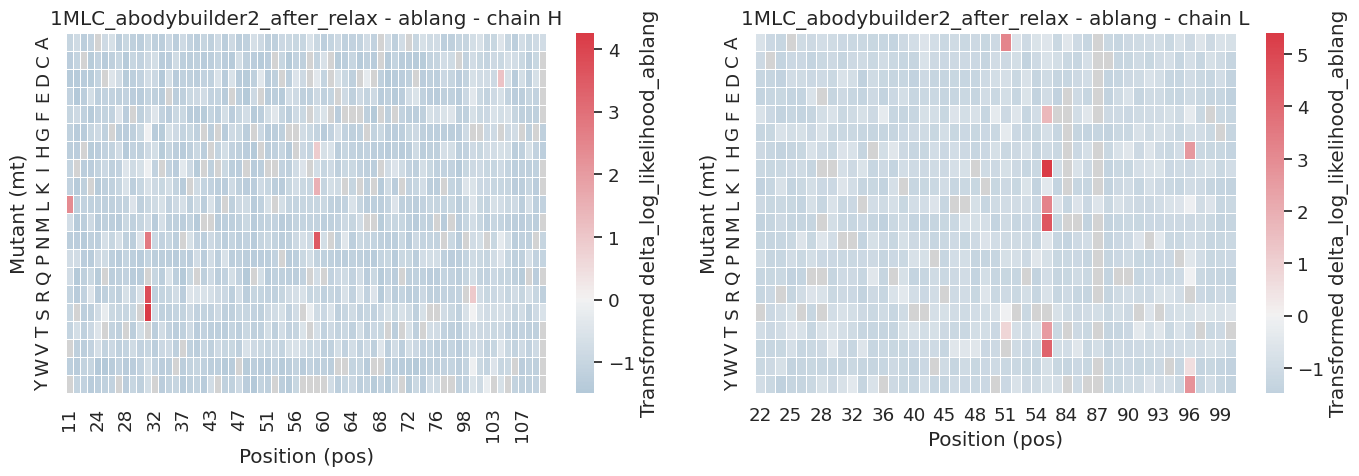 1MLC_abodybuilder2_after_relax - ablang - chain H
Mutant (mt)
A
C
D
E
F
G
H
I
K
L
M
N
P
Q
R
S
T
V
W
Y
11 24 28 32 37 43 47 51 56 60 64 68 72 76 98 103 107
Position (pos)
4
3
2
1
0
−1
Transformed delta_log_likelihood_ablang
1MLC_abodybuilder2_after_relax - ablang - chain L
Mutant (mt)
A
C
D
E
F
G
H
I
K
L
M
N
P
Q
R
S
T
V
W
Y
22 25 28 32 36 40 45 48 51 54 84 87 90 93 96 99
Position (pos)
5
4
3
2
1
0
−1
Transformed delta_log_likelihood_ablang